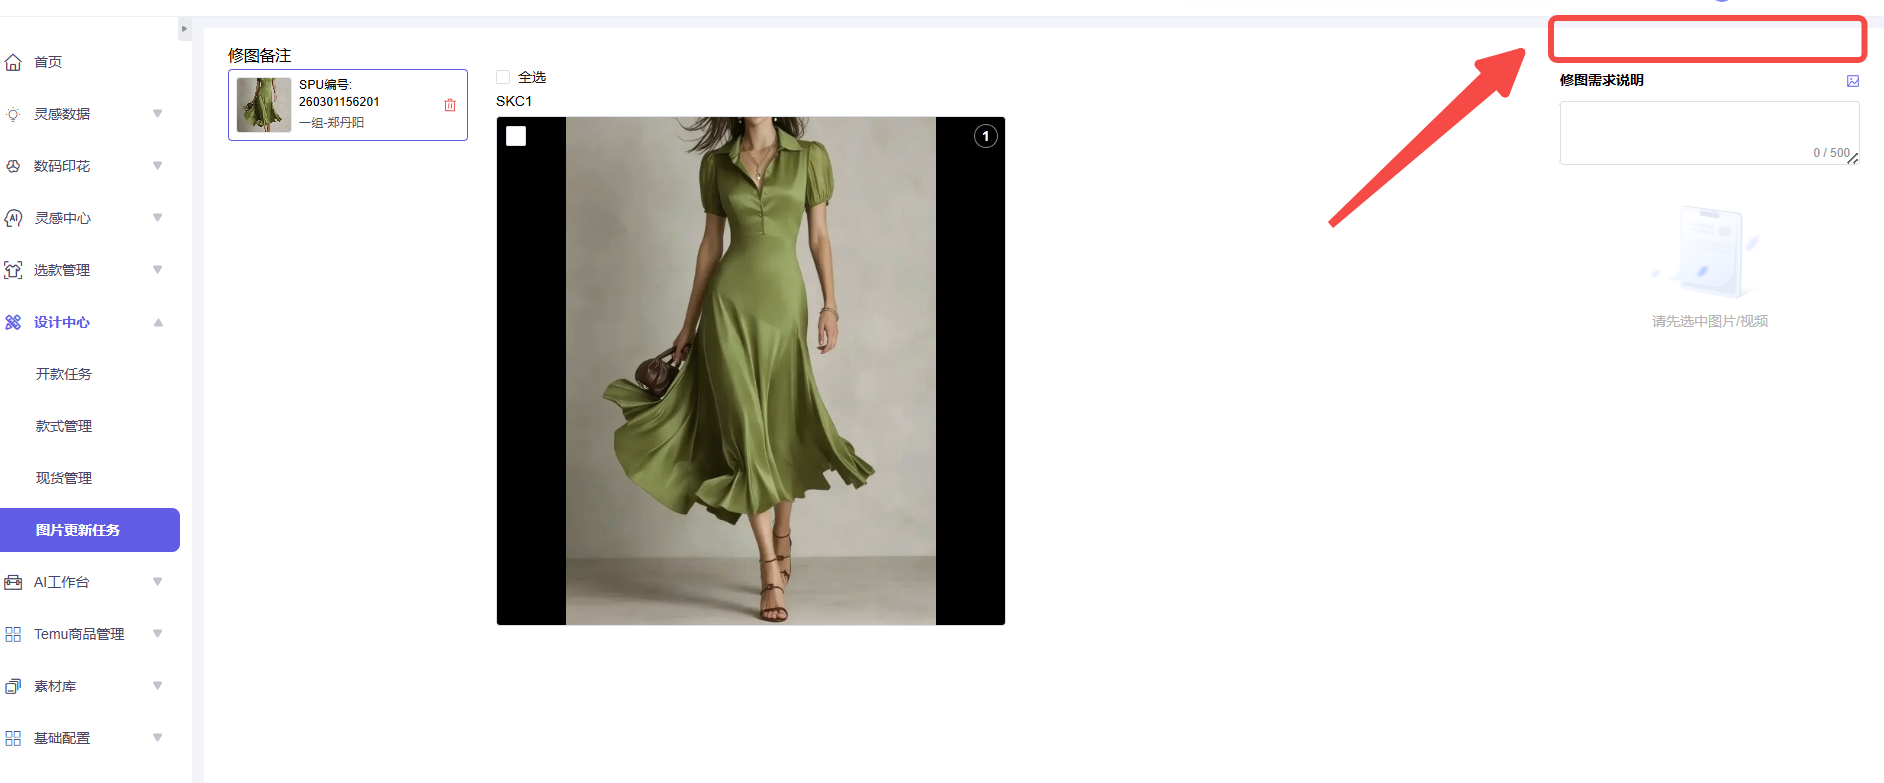 首页
灵感数据
数码印花
灵感中心
选款管理
设计中心
开款任务
款式管理
现货管理
图片更新任务
AI工作台
Temu商品管理
素材库
基础配置
修图备注
SPU编号:
260301156201
一组-郑丹阳
全选
SKC1
1
修图需求说明
0 / 500
请先选中图片/视频